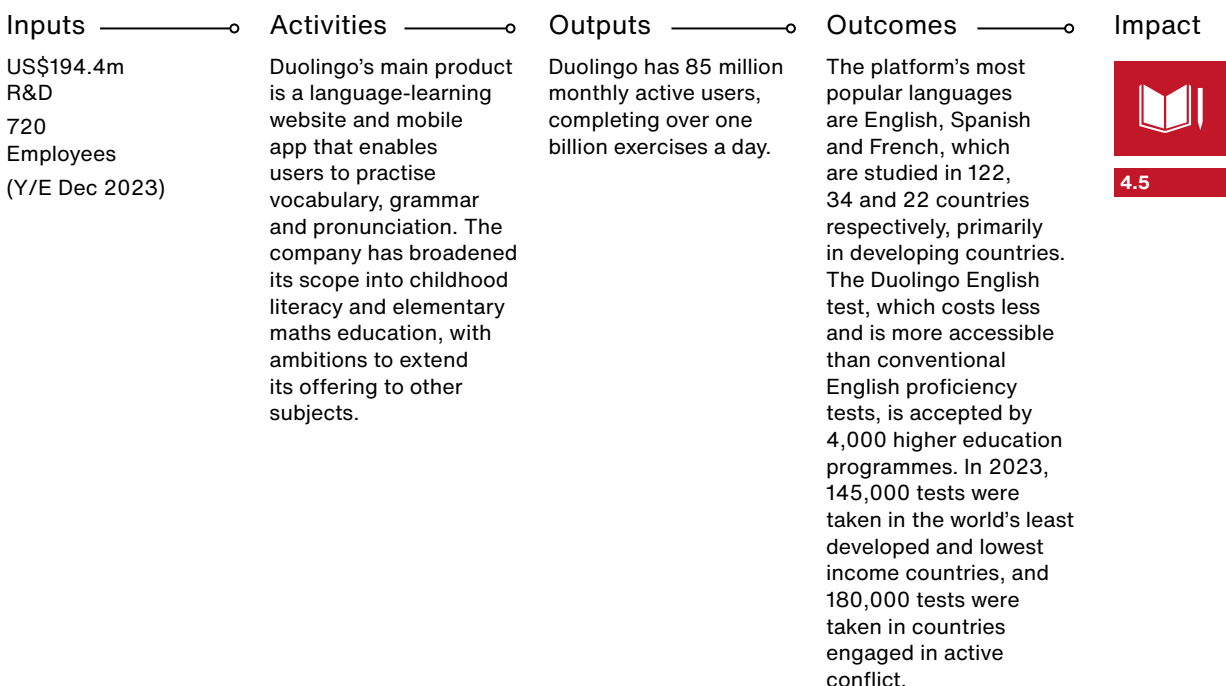 Inputs
US$194.4m
R&D
720
Employees
(Y/E Dec 2023)
Activities
Duolingo’s main product
is a language-learning
website and mobile
app that enables
users to practise
vocabulary, grammar
and pronunciation. The
company has broadened
its scope into childhood
literacy and elementary
maths education, with
ambitions to extend
its offering to other
subjects.
Outputs
Duolingo has 85 million
monthly active users,
completing over one
billion exercises a day.
Outcomes
The platform’s most
popular languages
are English, Spanish
and French, which
are studied in 122,
34 and 22 countries
respectively, primarily
in developing countries.
The Duolingo English
test, which costs less
and is more accessible
than conventional
English proficiency
tests, is accepted by
4,000 higher education
programmes. In 2023,
145,000 tests were
taken in the world’s least
developed and lowest
income countries, and
180,000 tests were
taken in countries
engaged in active
conflict.
Impact
4.5